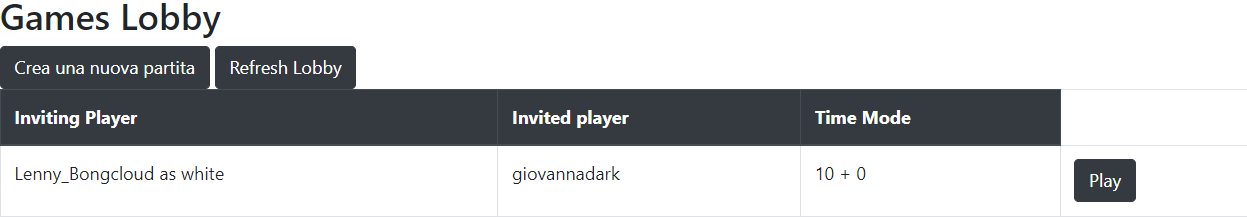 Games Lobby
Crea una nuova partita Refresh Lobby
Inviting Player Invited player Time Mode
Lenny_Bongcloud as white giovannadark 10 + 0 Play